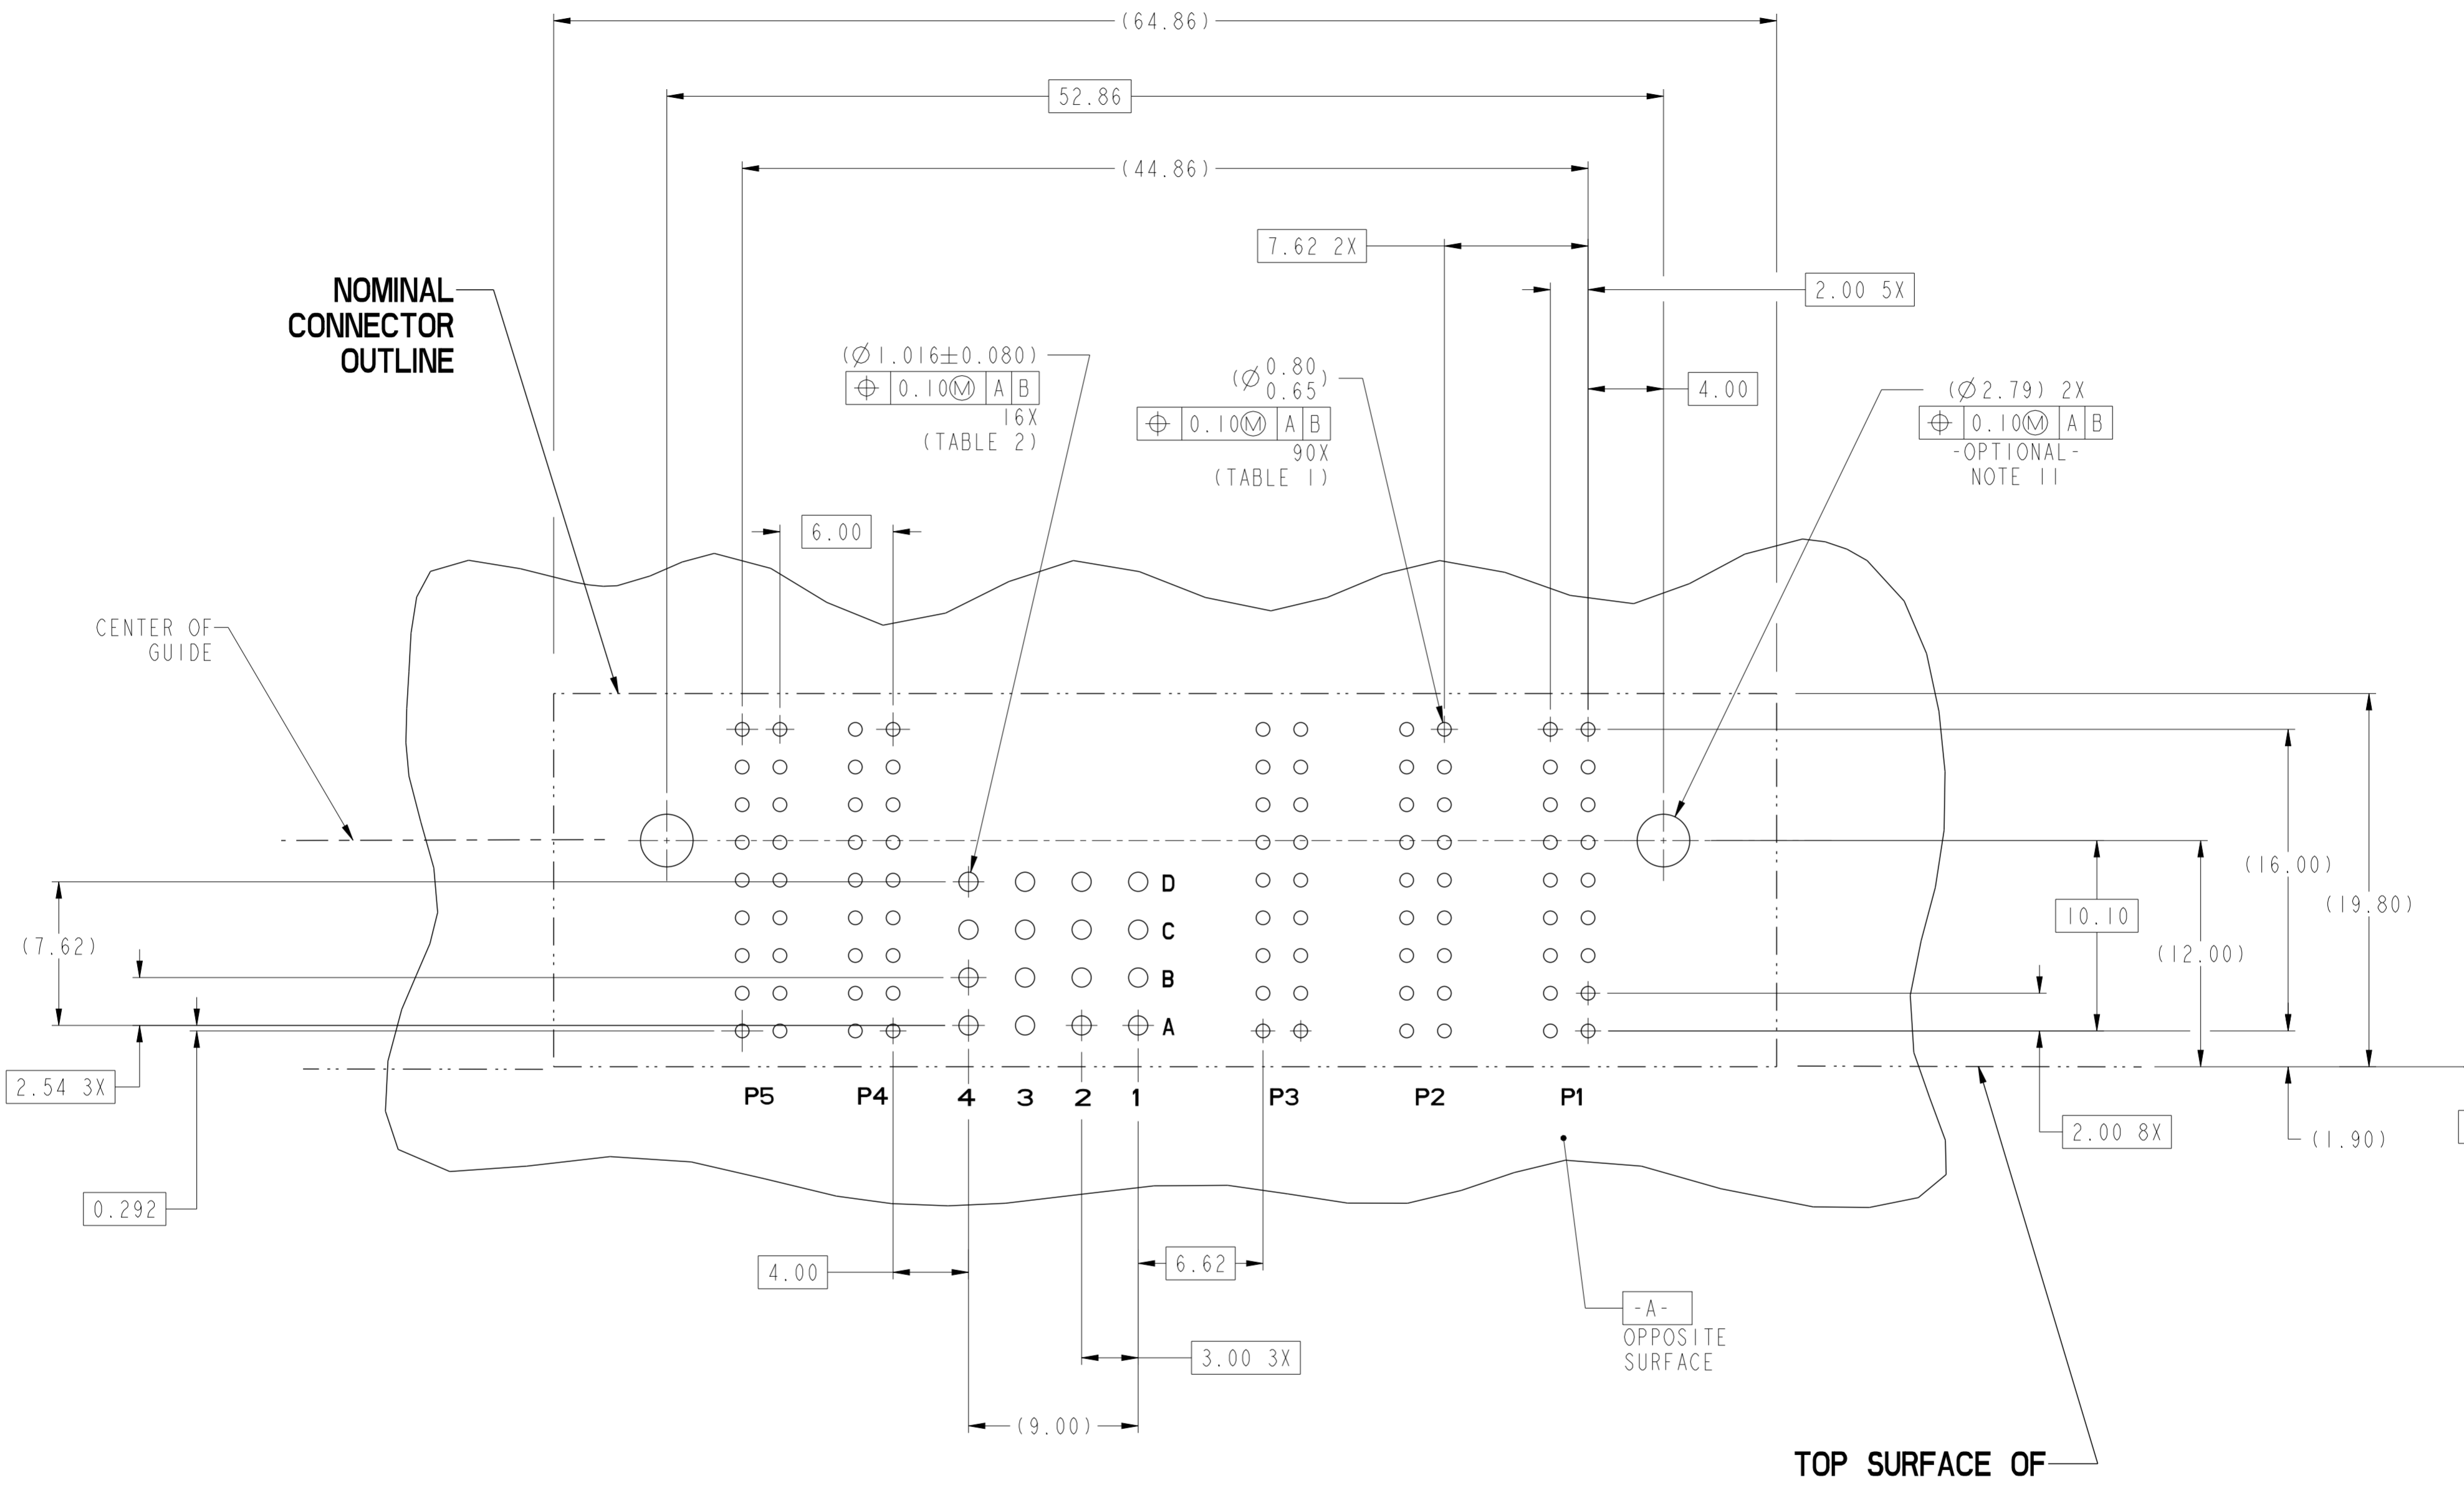 (64.86)
52.86
(44.86)
7.62 2X
2.00 5X
NOMINAL
CONNECTOR
OUTLINE
(Ø1.016±0.080)
⌖ 0.10Ⓜ A B
16X
(TABLE 2)
(Ø 0.80
0.65)
⌖ 0.10Ⓜ A B
90X
(TABLE 1)
4.00
(Ø2.79) 2X
⌖ 0.10Ⓜ A B
-OPTIONAL-
NOTE 11
6.00
CENTER OF
GUIDE
(16.00)
(19.80)
10.10
(12.00)
(7.62)
D
C
B
A
2.54 3X
P5 P4 4 3 2 1 P3 P2 P1
2.00 8X
(1.90)
0.292
4.00
6.62
-A-
OPPOSITE
SURFACE
3.00 3X
(9.00)
TOP SURFACE OF